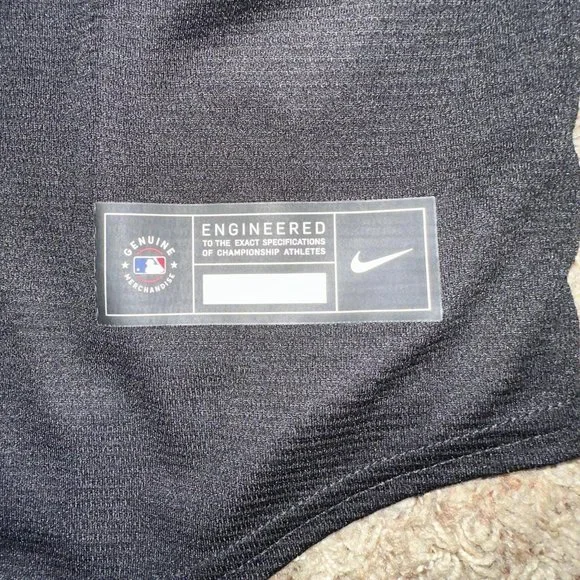 GENUINE
MERCHANDISE
ENGINEERED
TO THE EXACT SPECIFICATIONS
OF CHAMPIONSHIP ATHLETES